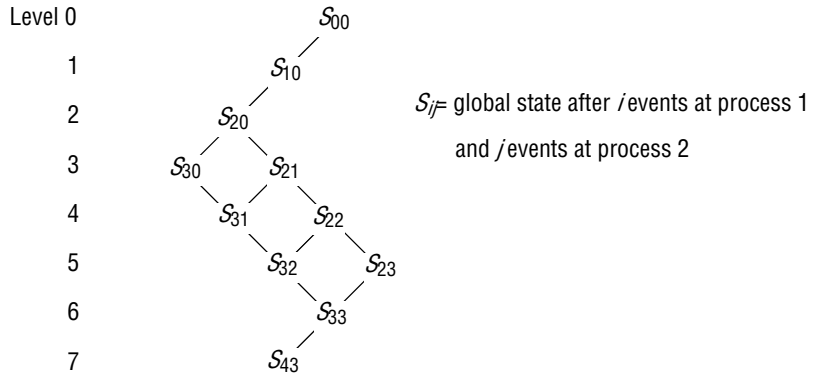 Level 0 S00
1 S10
2 S20
3 S30 S21
4 S31 S22
5 S32 S23
6 S33
7 S43
Sij= global state after i events at process 1
and j events at process 2